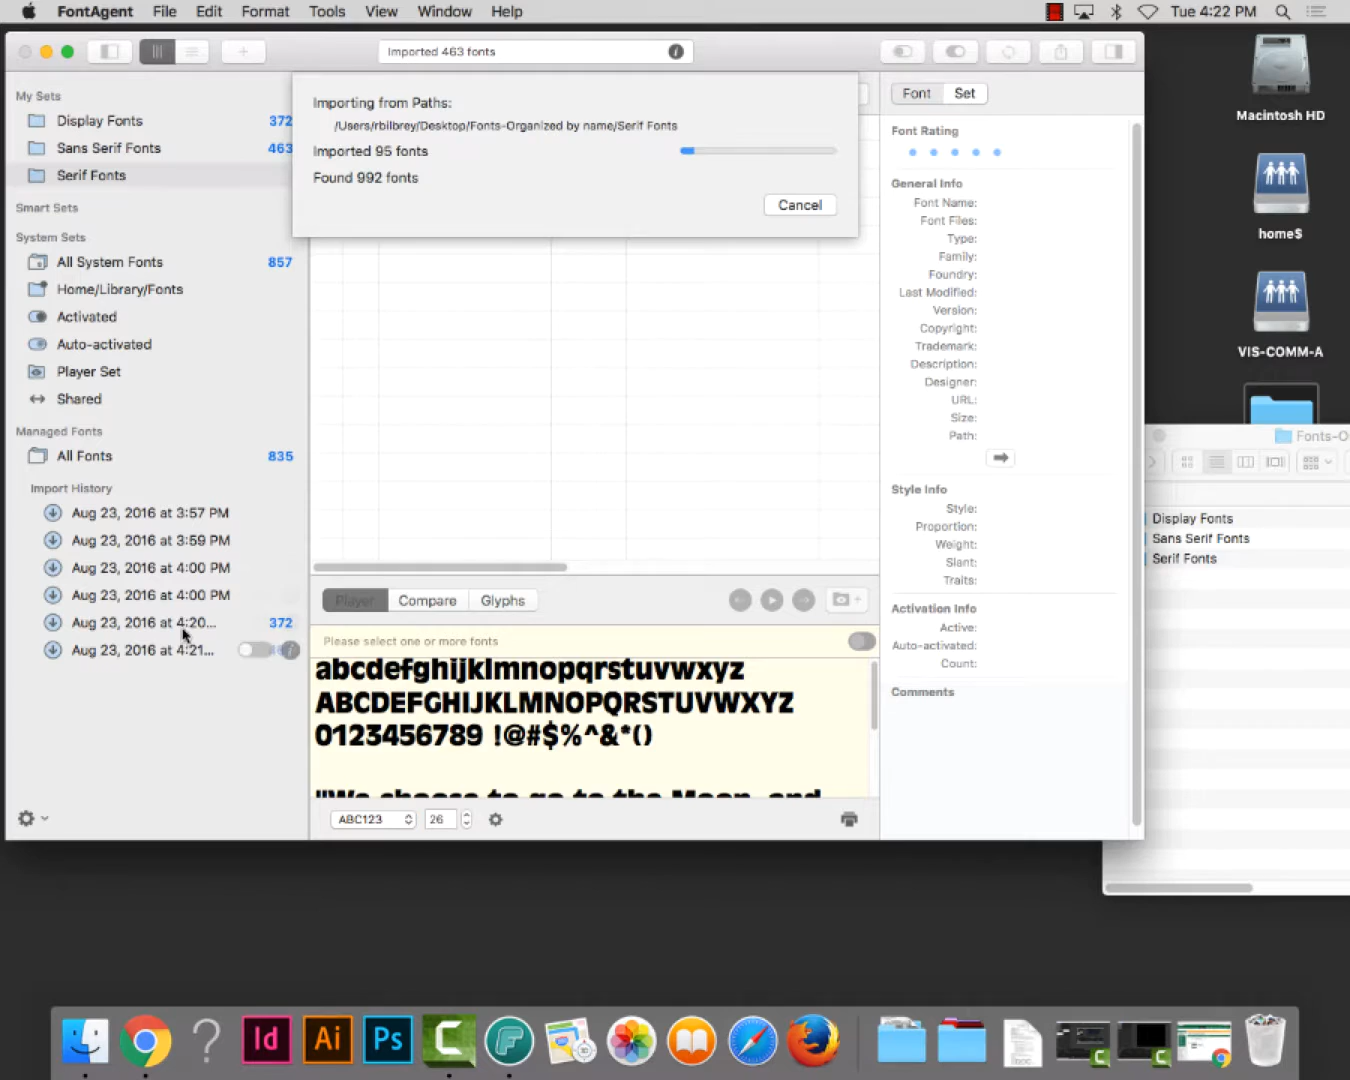 FontAgent File Edit Format Tools View Window Help Tue 4:22 PM
Imported 463 fonts
My Sets
Display Fonts 372
Sans Serif Fonts 463
Serif Fonts
Smart Sets
System Sets
All System Fonts 857
Home/Library/Fonts
Activated
Auto-activated
Player Set
Shared
Managed Fonts
All Fonts 835
Import History
Aug 23, 2016 at 3:57 PM
Aug 23, 2016 at 3:59 PM
Aug 23, 2016 at 4:00 PM
Aug 23, 2016 at 4:00 PM
Aug 23, 2016 at 4:20... 372
Aug 23, 2016 at 4:21...
Importing from Paths:
/Users/rbilbrey/Desktop/Fonts-Organized by name/Serif Fonts
Imported 95 fonts
Found 992 fonts
Cancel
Player Compare Glyphs
Please select one or more fonts
abcdefghijklmnopqrstuvwxyz
ABCDEFGHIJKLMNOPQRSTUVWXYZ
0123456789 !@#$%^&*()
"We choose to go to the Moon, and
ABC123 26
Font Set
Font Rating
General Info
Font Name:
Font Files:
Type:
Family:
Foundry:
Last Modified:
Version:
Copyright:
Trademark:
Description:
Designer:
URL:
Size:
Path:
Style Info
Style:
Proportion:
Weight:
Slant:
Traits:
Activation Info
Active:
Auto-activated:
Count:
Comments
Macintosh HD
home$
VIS-COMM-A
Fonts-O
Display Fonts
Sans Serif Fonts
Serif Fonts
Id Ai Ps